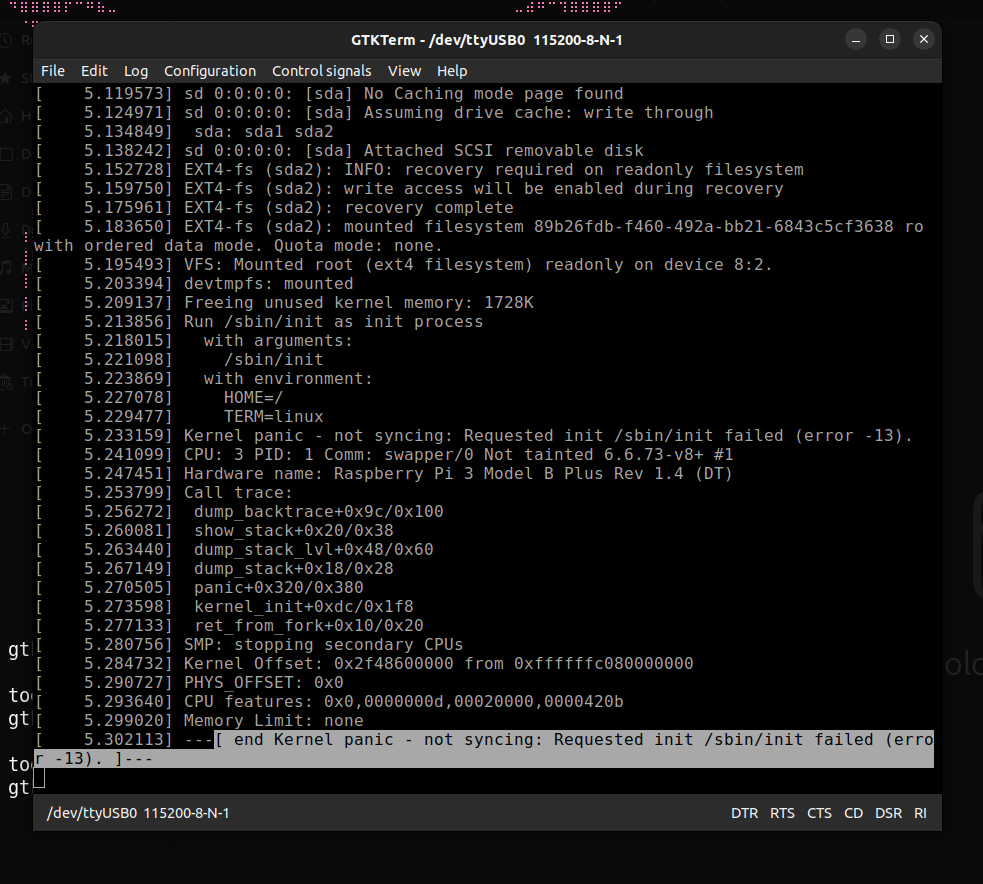 GTKTerm - /dev/ttyUSB0  115200-8-N-1
File Edit Log Configuration Control signals View Help
[    5.119573] sd 0:0:0:0: [sda] No Caching mode page found
[    5.124971] sd 0:0:0:0: [sda] Assuming drive cache: write through
[    5.134849]  sda: sda1 sda2
[    5.138242] sd 0:0:0:0: [sda] Attached SCSI removable disk
[    5.152728] EXT4-fs (sda2): INFO: recovery required on readonly filesystem
[    5.159750] EXT4-fs (sda2): write access will be enabled during recovery
[    5.175961] EXT4-fs (sda2): recovery complete
[    5.183650] EXT4-fs (sda2): mounted filesystem 89b26fdb-f460-492a-bb21-6843c5cf3638 ro
with ordered data mode. Quota mode: none.
[    5.195493] VFS: Mounted root (ext4 filesystem) readonly on device 8:2.
[    5.203394] devtmpfs: mounted
[    5.209137] Freeing unused kernel memory: 1728K
[    5.213856] Run /sbin/init as init process
[    5.218015]   with arguments:
[    5.221098]     /sbin/init
[    5.223869]   with environment:
[    5.227078]     HOME=/
[    5.229477]     TERM=linux
[    5.233159] Kernel panic - not syncing: Requested init /sbin/init failed (error -13).
[    5.241099] CPU: 3 PID: 1 Comm: swapper/0 Not tainted 6.6.73-v8+ #1
[    5.247451] Hardware name: Raspberry Pi 3 Model B Plus Rev 1.4 (DT)
[    5.253799] Call trace:
[    5.256272]  dump_backtrace+0x9c/0x100
[    5.260081]  show_stack+0x20/0x38
[    5.263440]  dump_stack_lvl+0x48/0x60
[    5.267149]  dump_stack+0x18/0x28
[    5.270505]  panic+0x320/0x380
[    5.273598]  kernel_init+0xdc/0x1f8
[    5.277133]  ret_from_fork+0x10/0x20
[    5.280756] SMP: stopping secondary CPUs
[    5.284732] Kernel Offset: 0x2f48600000 from 0xffffffc080000000
[    5.290727] PHYS_OFFSET: 0x0
[    5.293640] CPU features: 0x0,0000000d,00020000,0000420b
[    5.299020] Memory Limit: none
[    5.302113] ---[ end Kernel panic - not syncing: Requested init /sbin/init failed (erro
r -13). ]---
/dev/ttyUSB0  115200-8-N-1 DTR RTS CTS CD DSR RI